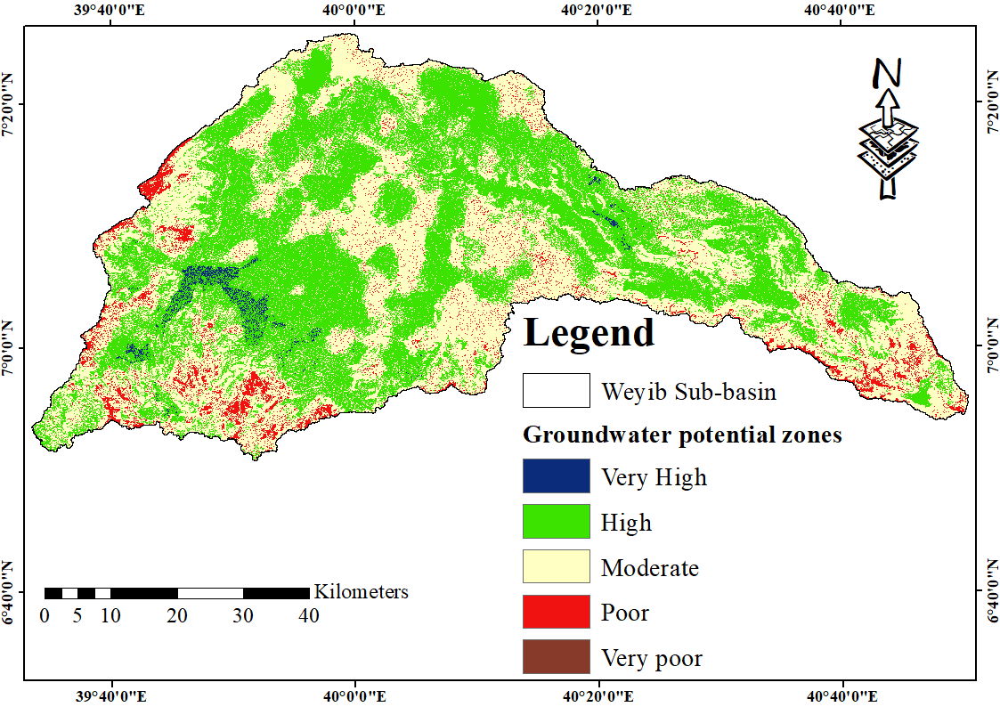 39°40'0"E 40°0'0"E 40°20'0"E 40°40'0"E
N
7°20'0"N 7°20'0"N
7°0'0"N 7°0'0"N
Legend
Weyib Sub-basin
Groundwater potential zones
Very High
High
Moderate
Poor
Very poor
6°40'0"N 6°40'0"N
Kilometers
0 5 10 20 30 40
39°40'0"E 40°0'0"E 40°20'0"E 40°40'0"E